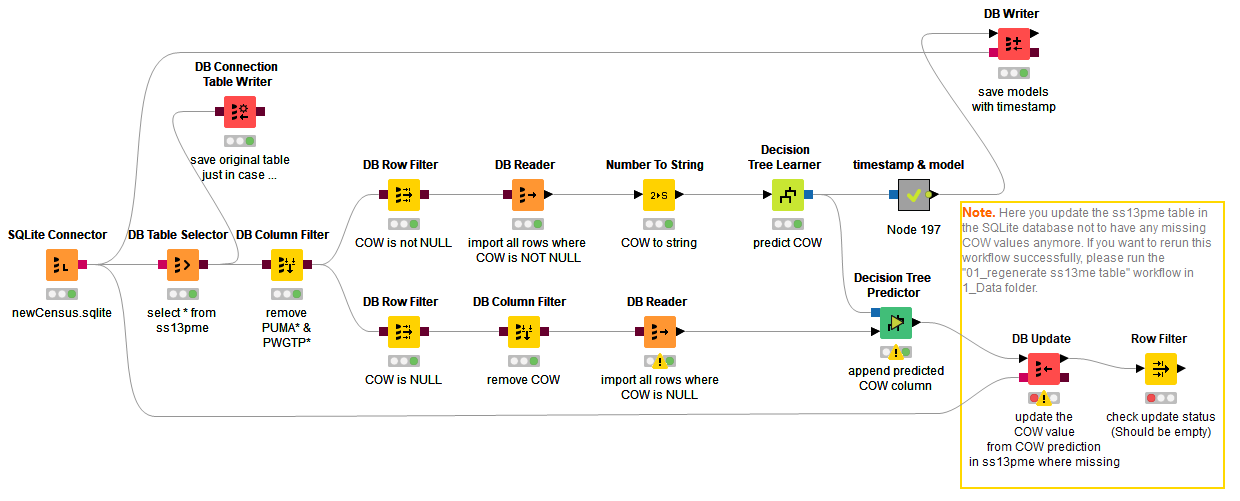 DB Writer
save models
with timestamp
DB Connection
Table Writer
save original table
just in case ...
DB Row Filter
COW is not NULL
DB Reader
import all rows where
COW is NOT NULL
Number To String
2▸S
COW to string
Decision
Tree Learner
predict COW
timestamp & model
Node 197
SQLite Connector
newCensus.sqlite
DB Table Selector
select * from
ss13pme
DB Column Filter
remove
PUMA* &
PWGTP*
DB Row Filter
COW is NULL
DB Column Filter
remove COW
DB Reader
import all rows where
COW is NULL
Decision Tree
Predictor
append predicted
COW column
Note. Here you update the ss13pme table in
the SQLite database not to have any missing
COW values anymore. If you want to rerun this
workflow successfully, please run the
"01_regenerate ss13me table" workflow in
1_Data folder.
DB Update
update the
COW value
from COW prediction
in ss13pme where missing
Row Filter
check update status
(Should be empty)